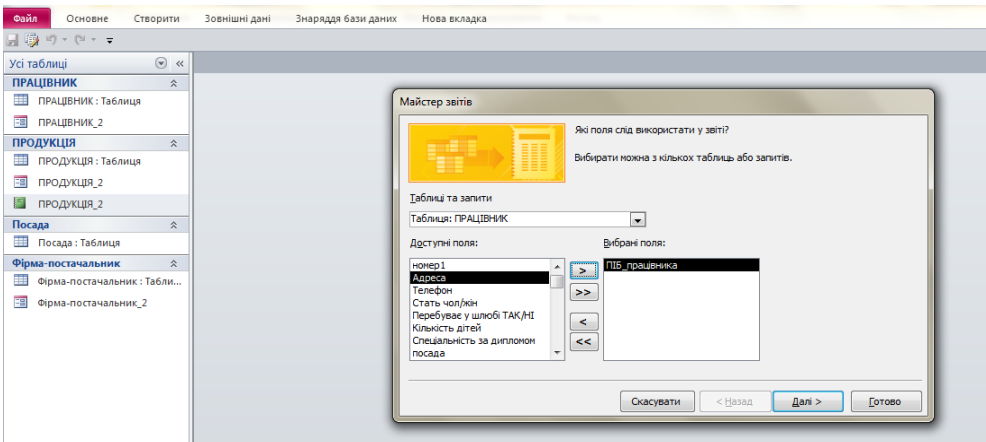 Файл Основне Створити Зовнішні дані Знаряддя бази даних Нова вкладка
Усі таблиці
ПРАЦІВНИК
ПРАЦІВНИК : Таблиця
ПРАЦІВНИК_2
ПРОДУКЦІЯ
ПРОДУКЦІЯ : Таблиця
ПРОДУКЦІЯ_2
ПРОДУКЦІЯ_2
Посада
Посада : Таблиця
Фірма-постачальник
Фірма-постачальник : Табли...
Фірма-постачальник_2
Майстер звітів
Які поля слід використати у звіті?
Вибирати можна з кількох таблиць або запитів.
Таблиці та запити
Таблиця: ПРАЦІВНИК
Доступні поля: Вибрані поля:
номер1
Адреса
Телефон
Стать чол/жін
Перебуває у шлюбі ТАК/НІ
Кількість дітей
Спеціальність за дипломом
посада
>
>>
<
<<
ПІБ_працівника
Скасувати < Назад Далі > Готово